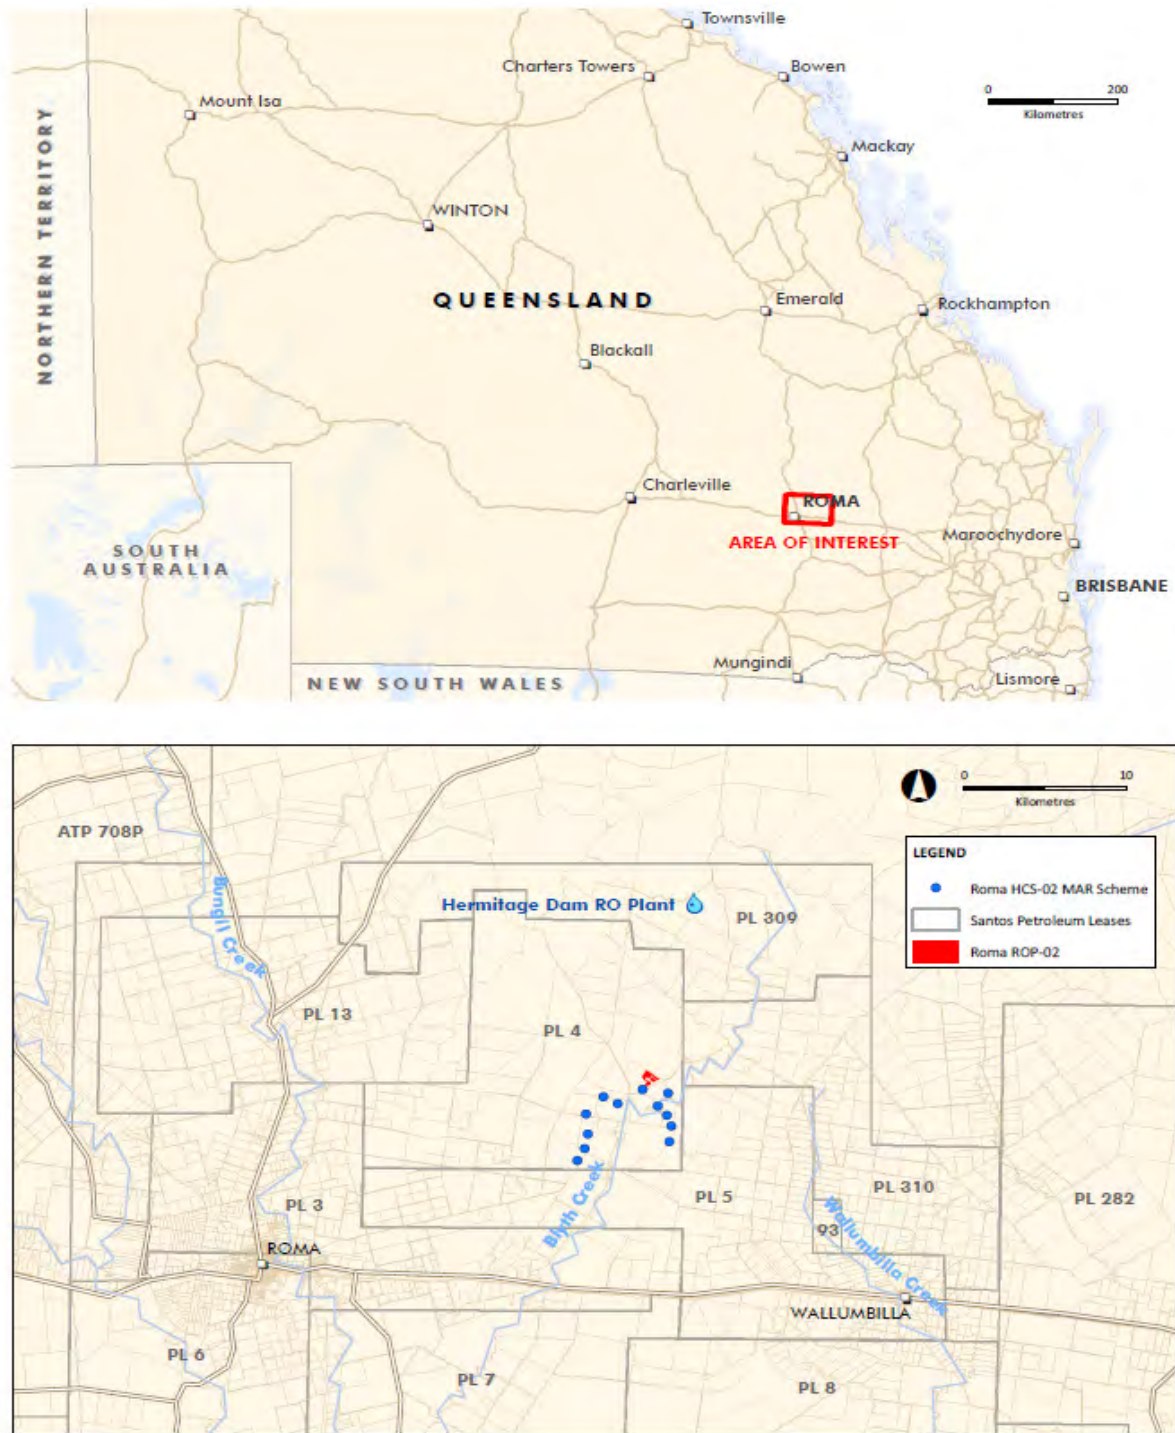 Townsville
Charters Towers
Bowen
0 200
Kilometres
Mount Isa
Mackay
NORTHERN TERRITORY
WINTON
QUEENSLAND
Emerald
Rockhampton
Blackall
Charleville
ROMA
AREA OF INTEREST
Maroochydore
SOUTH
AUSTRALIA
BRISBANE
Mungindi
Lismore
NEW SOUTH WALES
0 10
Kilometres
ATP 708P
LEGEND
Roma HCS-02 MAR Scheme
Santos Petroleum Leases
Roma ROP-02
Bungil Creek
Hermitage Dam RO Plant
PL 309
PL 13
PL 4
PL 3
PL 5
PL 310
PL 282
Blyth Creek
93
Wallumbilla Creek
ROMA
WALLUMBILLA
PL 6
PL 7
PL 8